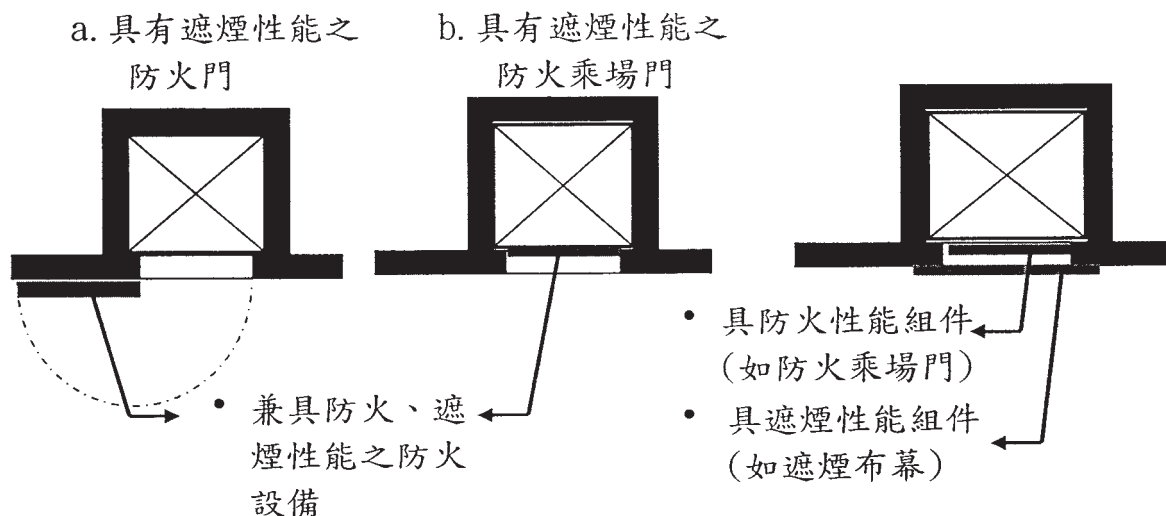 a. 具有遮煙性能之
防火門
b. 具有遮煙性能之
防火乘場門
• 兼具防火、遮
煙性能之防火
設備
• 具防火性能組件
(如防火乘場門)
• 具遮煙性能組件
(如遮煙布幕)